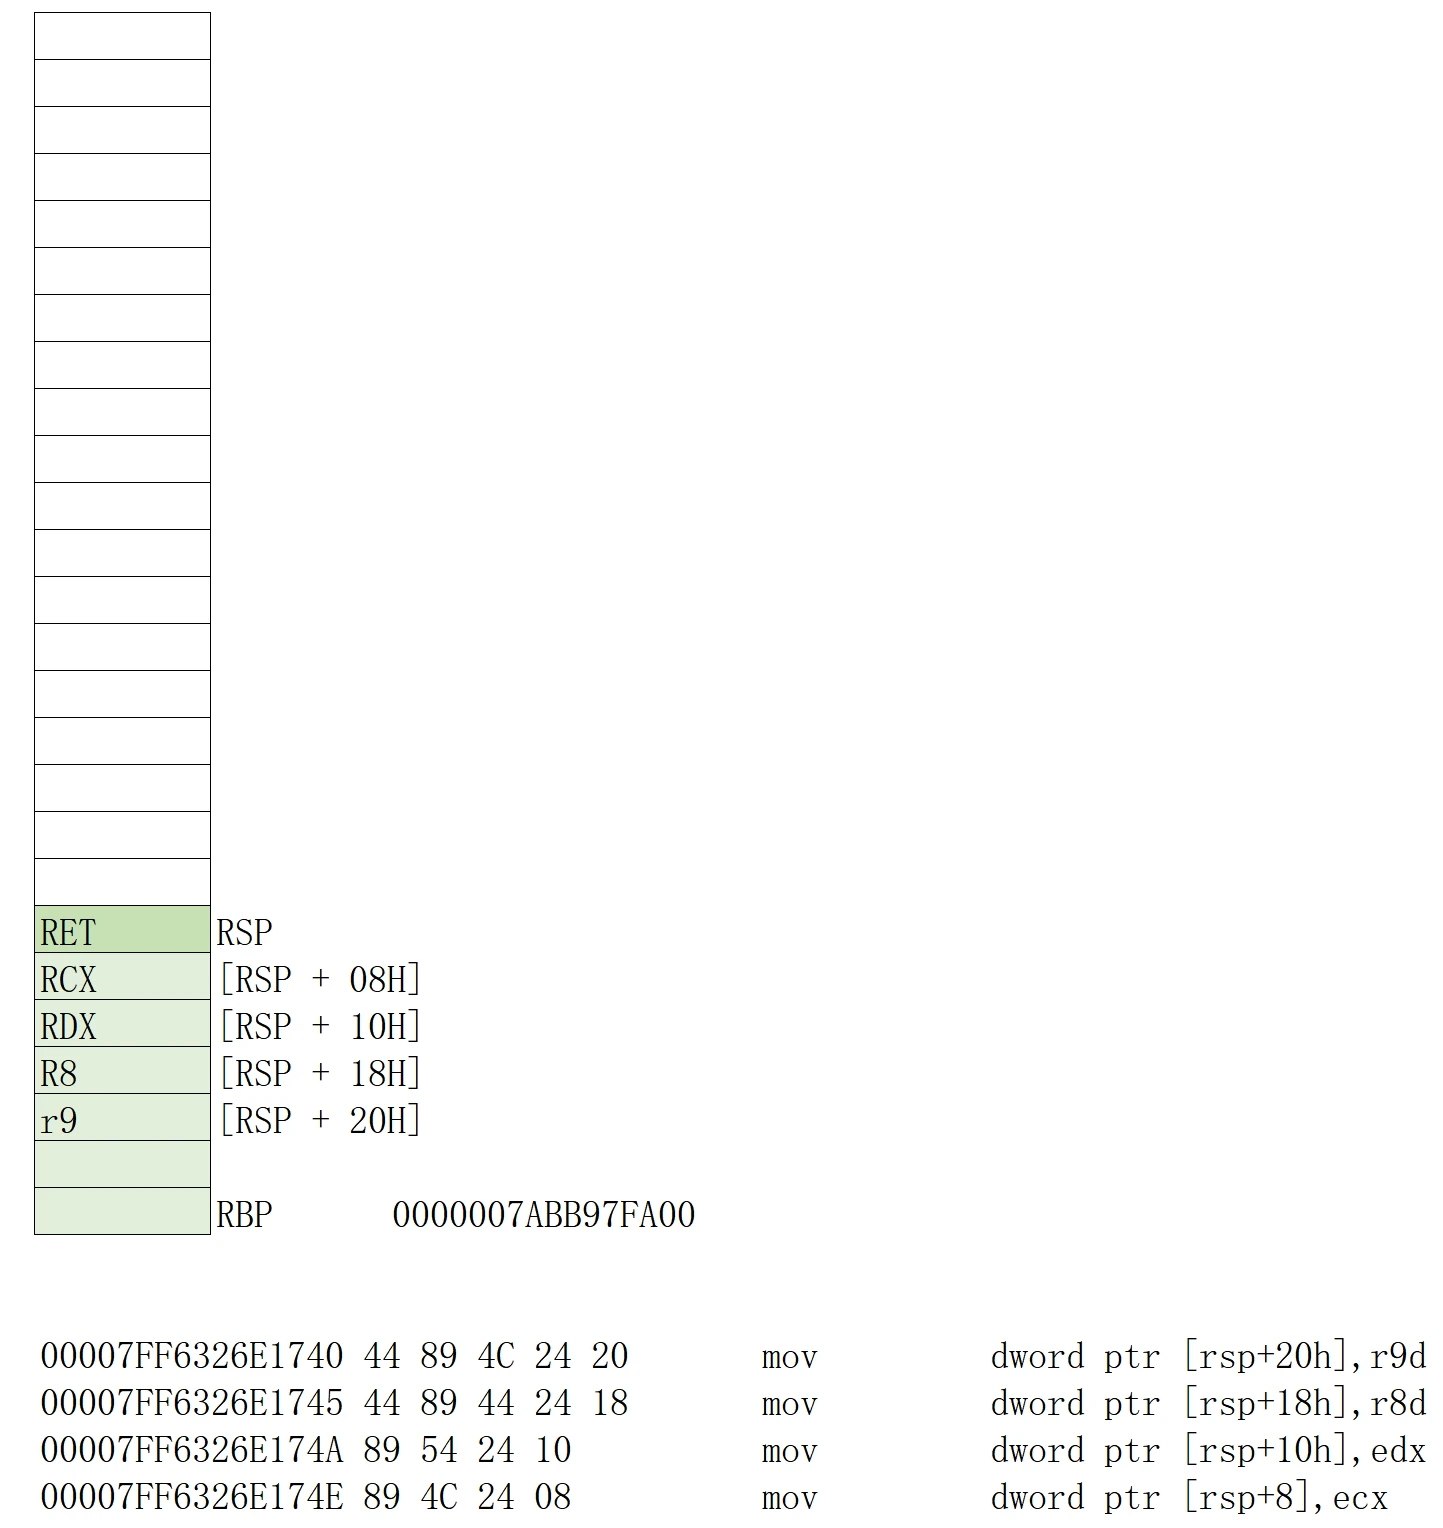 RET RSP
RCX [RSP + 08H]
RDX [RSP + 10H]
R8 [RSP + 18H]
r9 [RSP + 20H]
RBP 0000007ABB97FA00
00007FF6326E1740 44 89 4C 24 20 mov dword ptr [rsp+20h],r9d
00007FF6326E1745 44 89 44 24 18 mov dword ptr [rsp+18h],r8d
00007FF6326E174A 89 54 24 10 mov dword ptr [rsp+10h],edx
00007FF6326E174E 89 4C 24 08 mov dword ptr [rsp+8],ecx